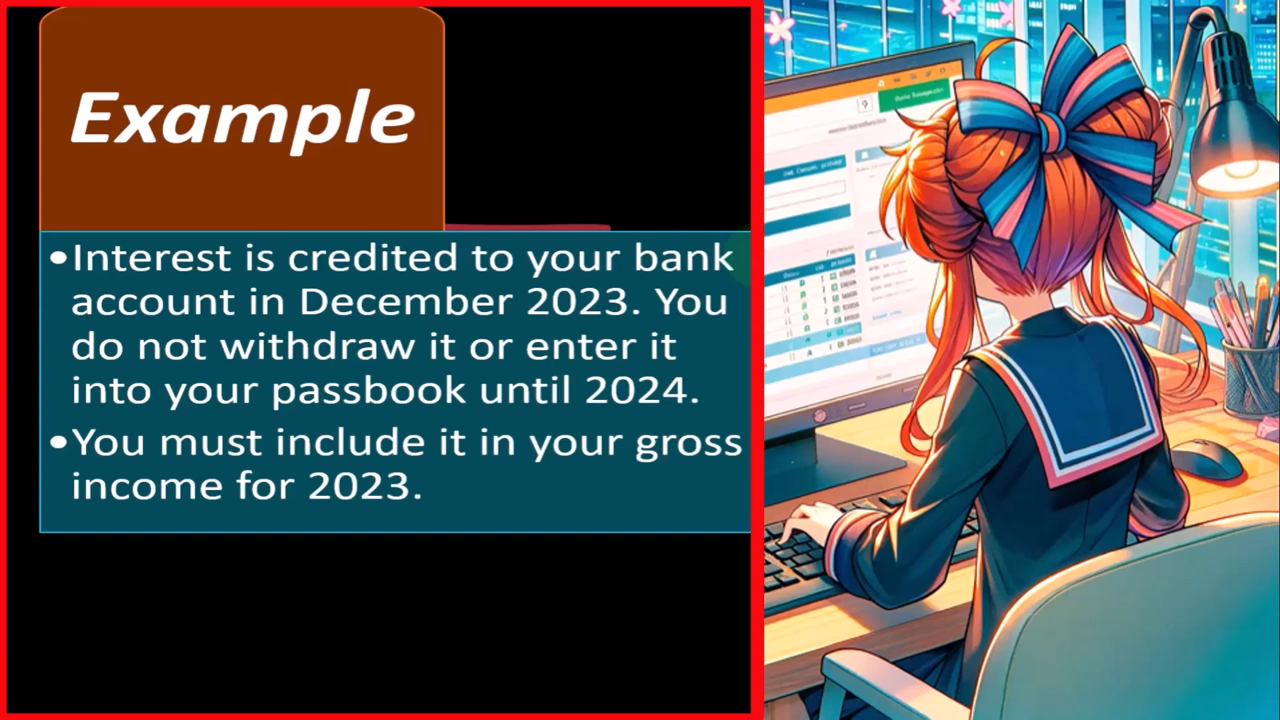 Example
•Interest is credited to your bank
account in December 2023. You
do not withdraw it or enter it
into your passbook until 2024.
•You must include it in your gross
income for 2023.